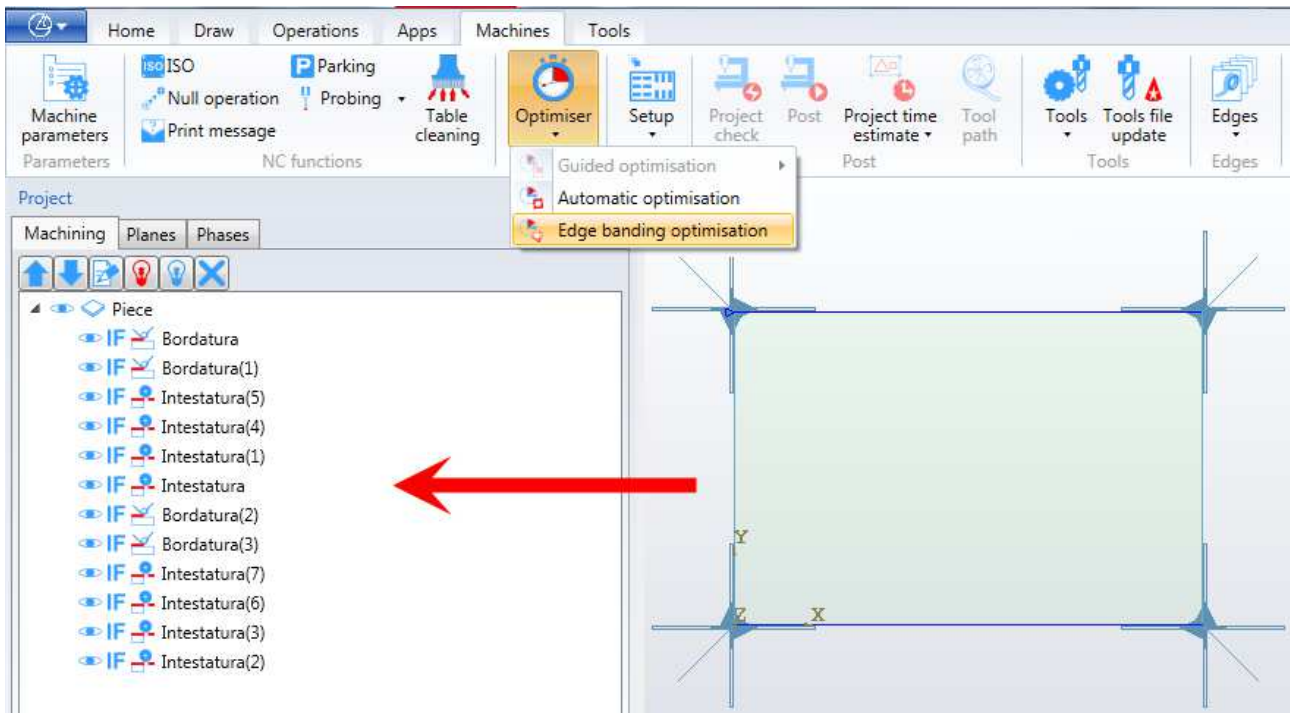 Home Draw Operations Apps Machines Tools
ISO ISO
Null operation
Print message
P Parking
Probing
Machine
parameters
Table
cleaning
Optimiser
Setup
Project
check
Post
Project time
estimate
Tool
path
Tools
Tools file
update
Edges
Parameters
NC functions
Post
Tools
Edges
Guided optimisation
Automatic optimisation
Edge banding optimisation
Project
Machining Planes Phases
Piece
IF Bordatura
IF Bordatura(1)
IF Intestatura(5)
IF Intestatura(4)
IF Intestatura(1)
IF Intestatura
IF Bordatura(2)
IF Bordatura(3)
IF Intestatura(7)
IF Intestatura(6)
IF Intestatura(3)
IF Intestatura(2)
Y
Z X